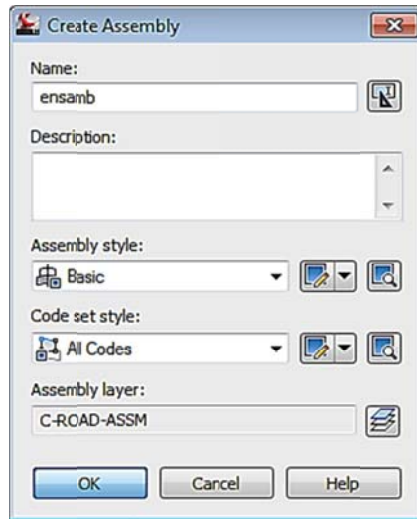 Create Assembly
Name:
ensamb
Description:
Assembly style:
Basic
Code set style:
All Codes
Assembly layer:
C-ROAD-ASSM
OK Cancel Help